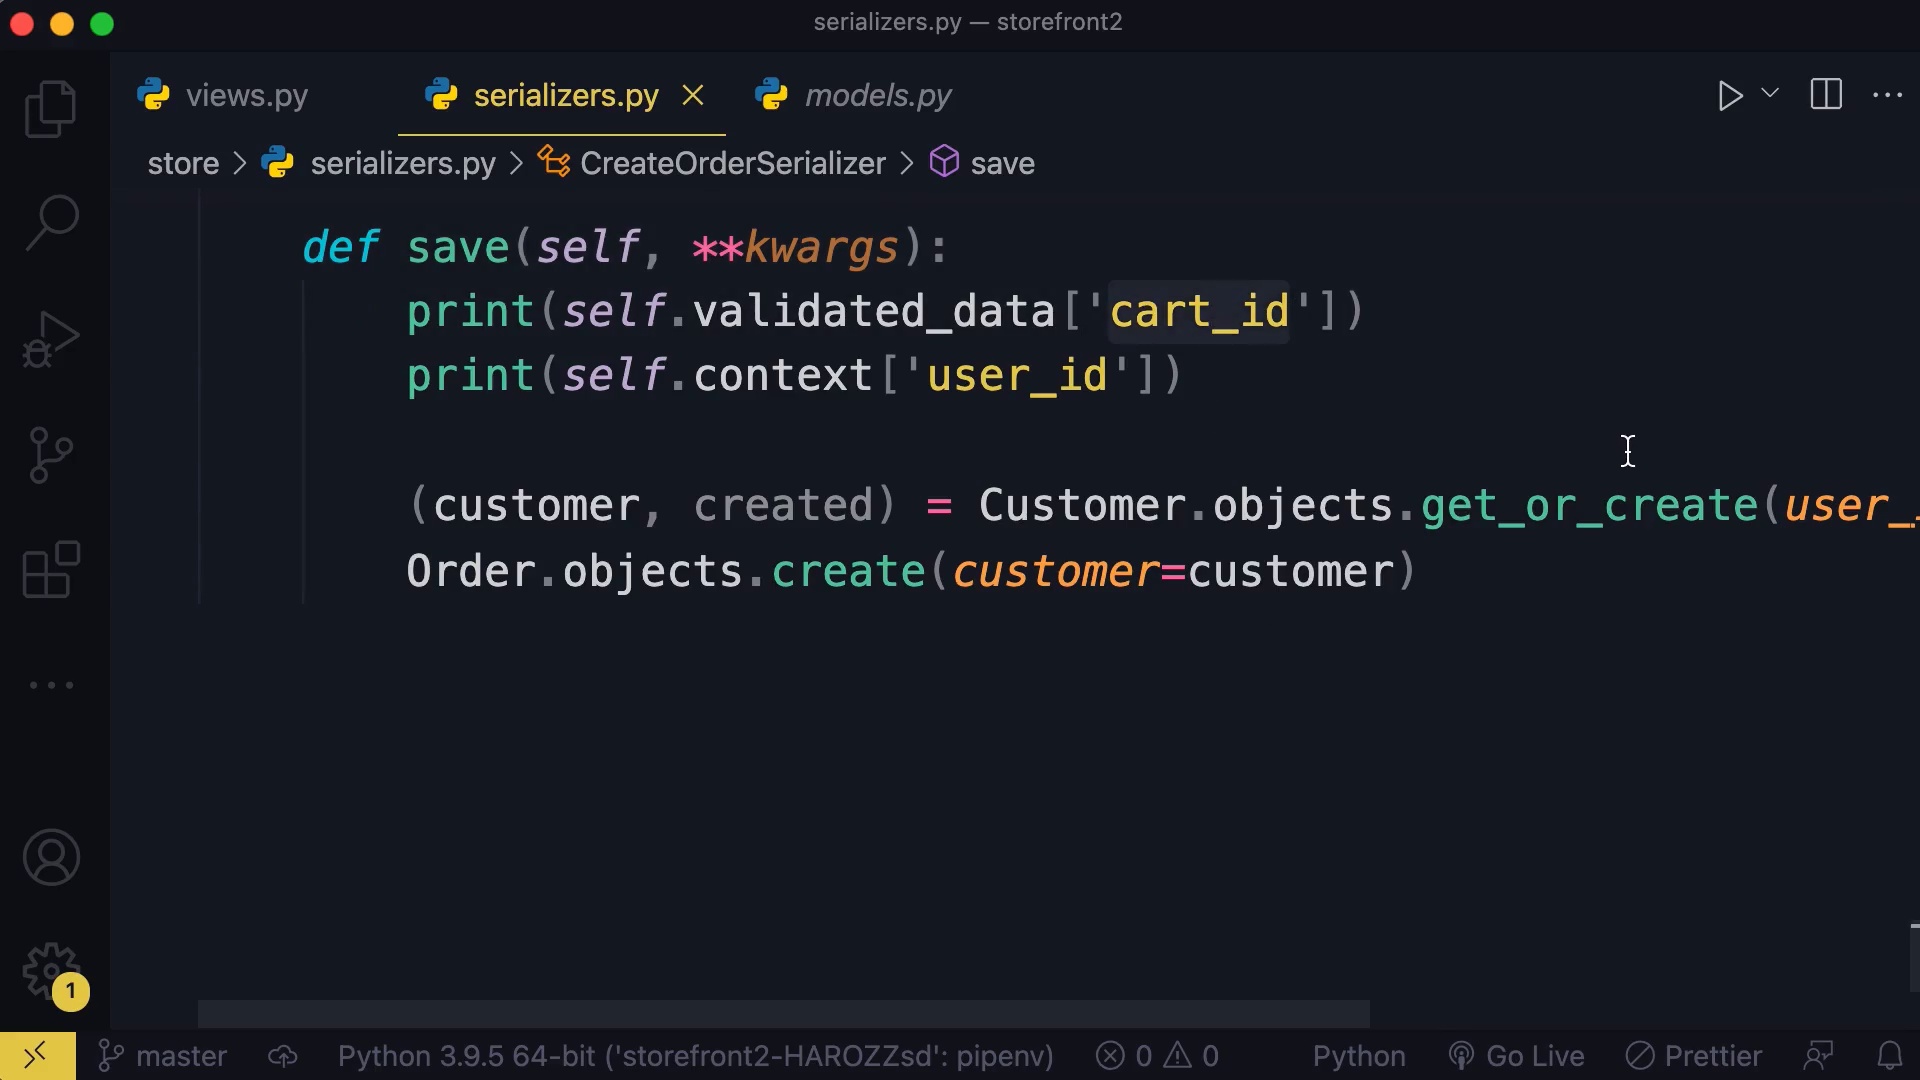 serializers.py — storefront2
views.py serializers.py models.py
store > serializers.py > CreateOrderSerializer > save
def save(self, **kwargs):
print(self.validated_data['cart_id'])
print(self.context['user_id'])
(customer, created) = Customer.objects.get_or_create(user_
Order.objects.create(customer=customer)
1
master Python 3.9.5 64-bit ('storefront2-HAROZZsd': pipenv) 0 0 Python Go Live Prettier